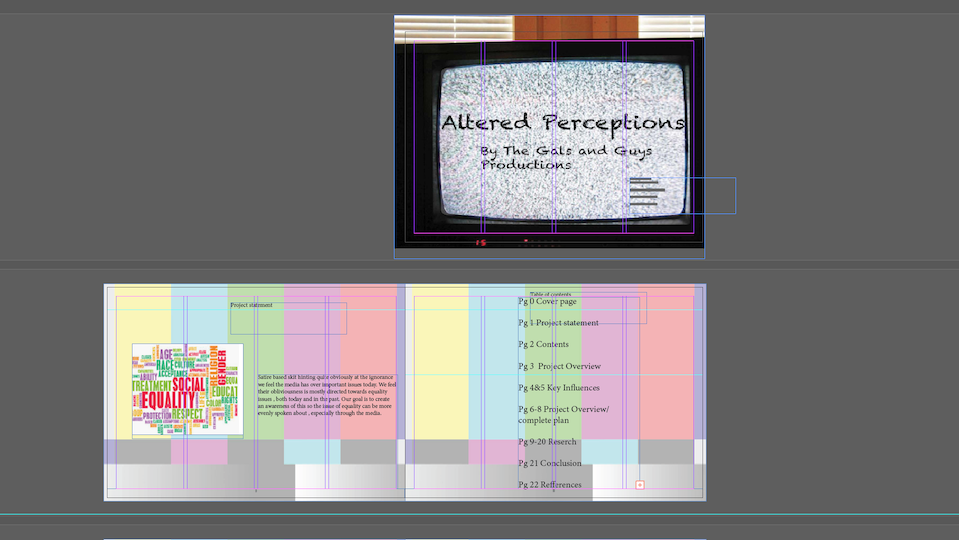 Altered Perceptions
By The Gals and Guys
Productions
15
Project statement
AGE
RACE
CULTURE
ABILITY
RELIGION
GENDER
TREATMENT
SOCIAL
EQUALITY
EDUCAT
COLOR
PROTECTION
RESPECT
Satire based skit hinting quite obviously at the ignorance
we feel the media has over important issues today. We feel
their obliviousness is mostly directed towards equality
issues , both today and in the past. Our goal is to create
an awareness of this so the issue of equality can be more
evenly spoken about , especially through the media.
Table of contents
Pg 0 Cover page
Pg 1 Project statement
Pg 2 Contents
Pg 3 Project Overview
Pg 4&5 Key Influences
Pg 6-8 Project Overview/
complete plan
Pg 9-20 Reserch
Pg 21 Conclusion
Pg 22 Refferences